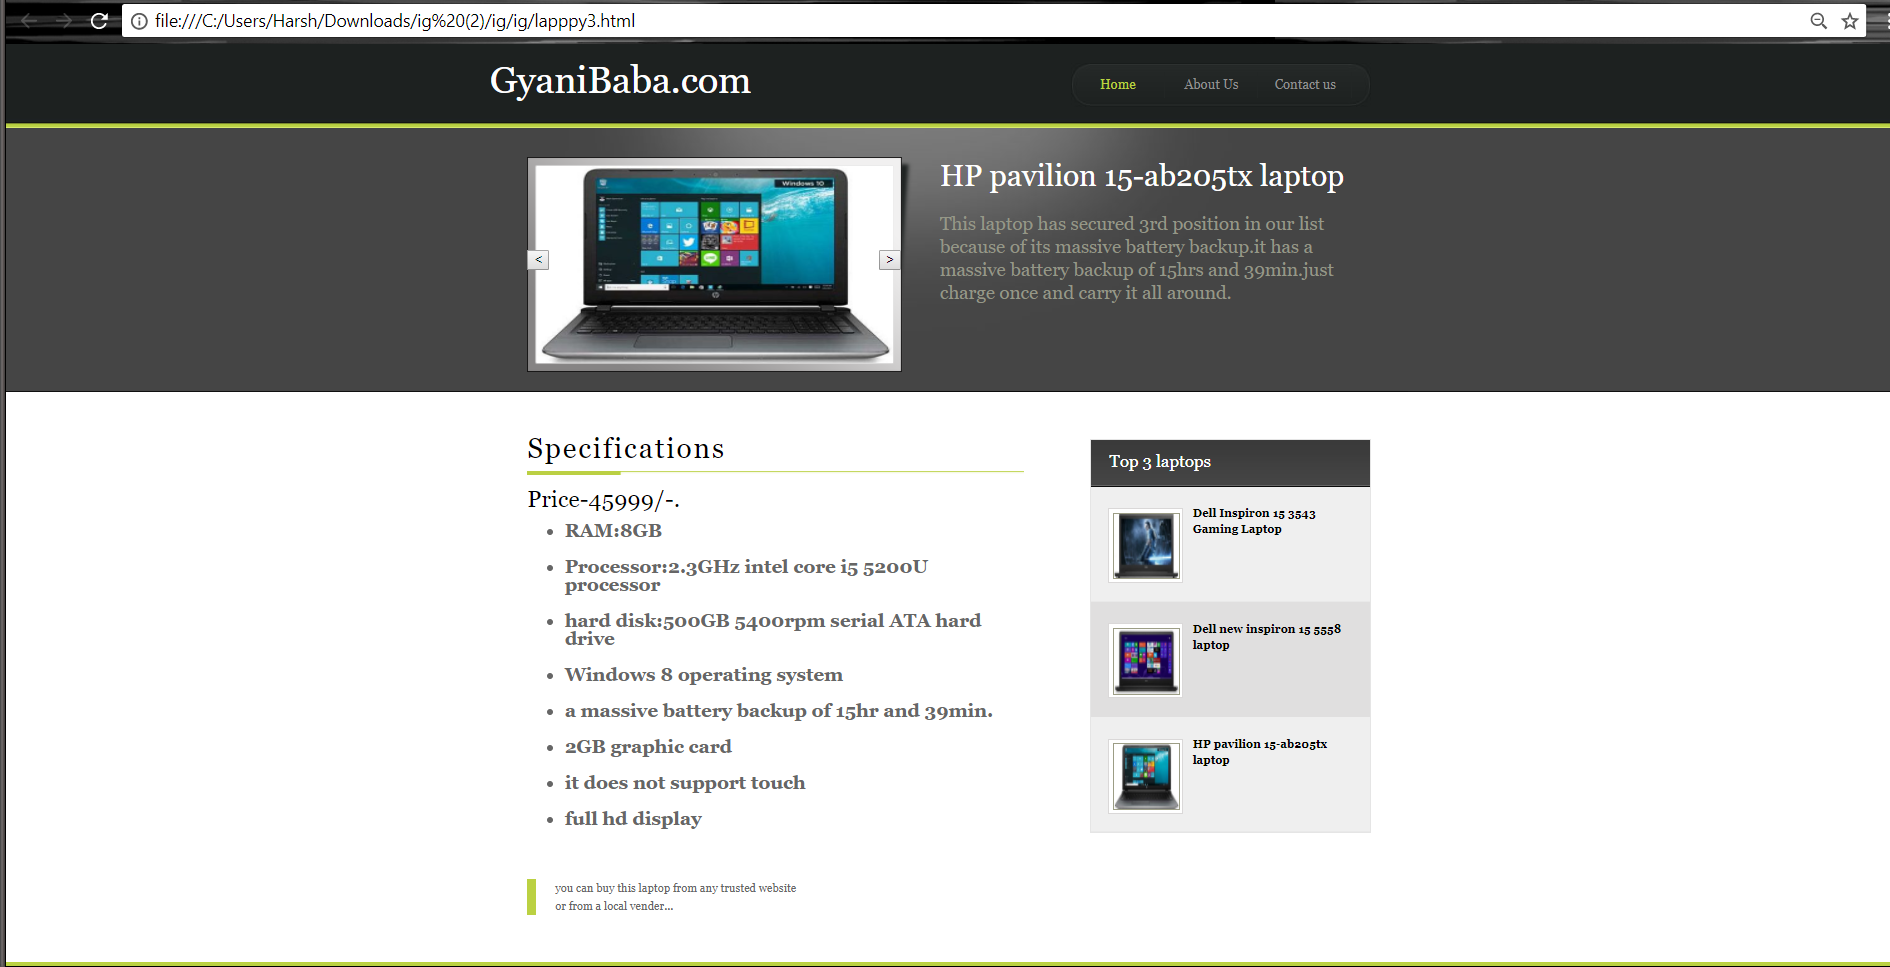 file:///C:/Users/Harsh/Downloads/ig%20(2)/ig/ig/lapppy3.html
GyaniBaba.com
Home
About Us
Contact us
Windows 10
<
>
HP pavilion 15-ab205tx laptop
This laptop has secured 3rd position in our list
because of its massive battery backup.it has a
massive battery backup of 15hrs and 39min.just
charge once and carry it all around.
Specifications
Price-45999/-.
• RAM:8GB
• Processor:2.3GHz intel core i5 5200U
processor
• hard disk:500GB 5400rpm serial ATA hard
drive
• Windows 8 operating system
• a massive battery backup of 15hr and 39min.
• 2GB graphic card
• it does not support touch
• full hd display
you can buy this laptop from any trusted website
or from a local vender...
Top 3 laptops
Dell Inspiron 15 3543
Gaming Laptop
Dell new inspiron 15 5558
laptop
HP pavilion 15-ab205tx
laptop